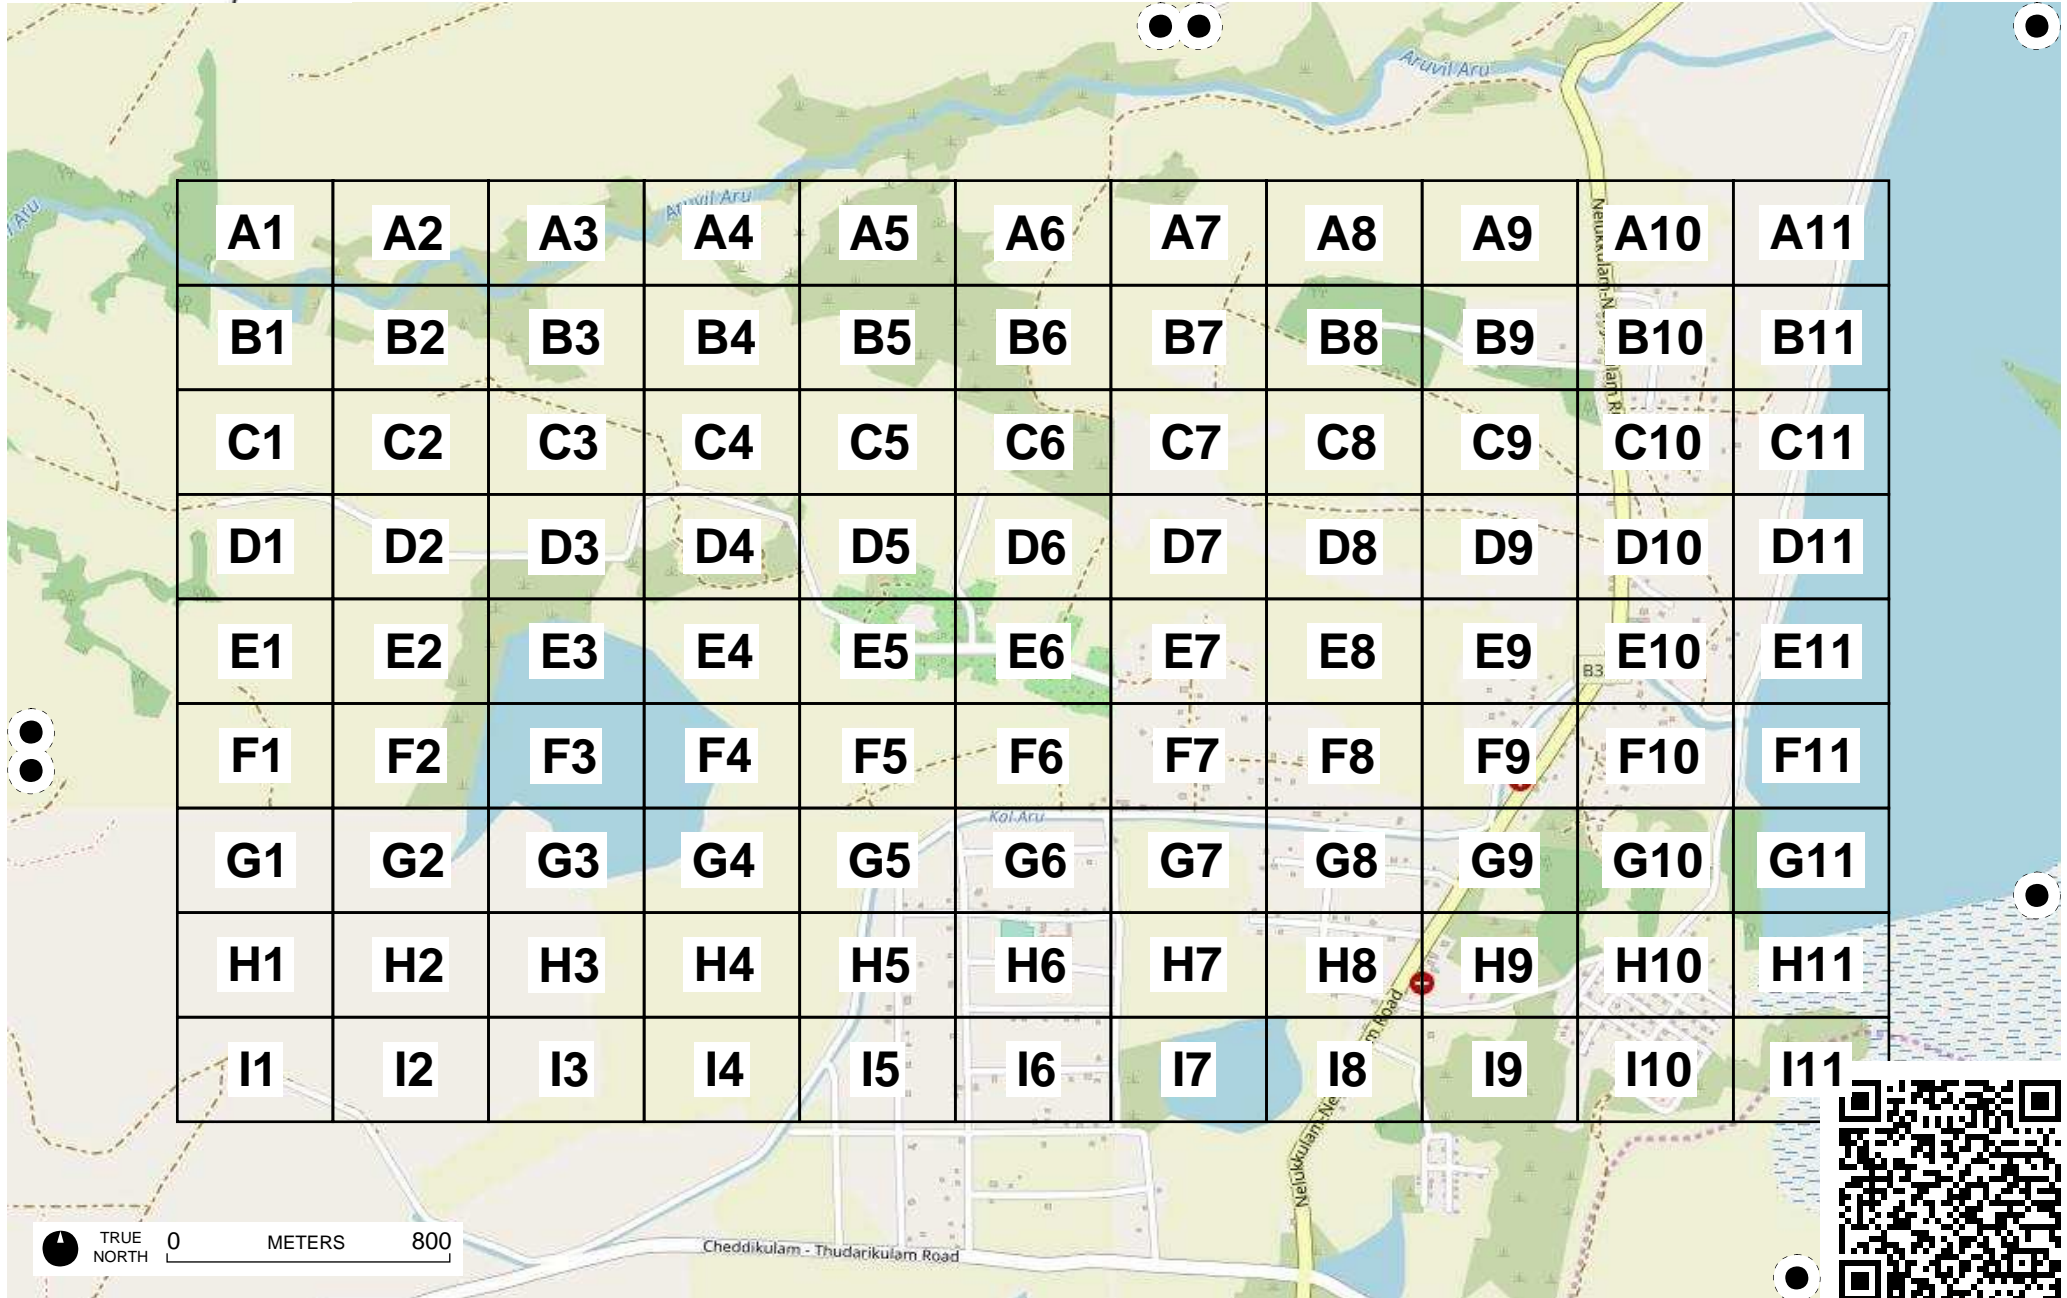 Aruvil Aru
Aru
Aruvil Aru
A1 A2 A3 A4 A5 A6 A7 A8 A9 A10 A11
B1 B2 B3 B4 B5 B6 B7 B8 B9 B10 B11
C1 C2 C3 C4 C5 C6 C7 C8 C9 C10 C11
D1 D2 D3 D4 D5 D6 D7 D8 D9 D10 D11
E1 E2 E3 E4 E5 E6 E7 E8 E9 E10 E11
B3
F1 F2 F3 F4 F5 F6 F7 F8 F9 F10 F11
Kal Aru
G1 G2 G3 G4 G5 G6 G7 G8 G9 G10 G11
H1 H2 H3 H4 H5 H6 H7 H8 H9 H10 H11
I1 I2 I3 I4 I5 I6 I7 I8 I9 I10 I11
Cheddikulam - Thudarikulam Road
TRUE NORTH
0 METERS 800